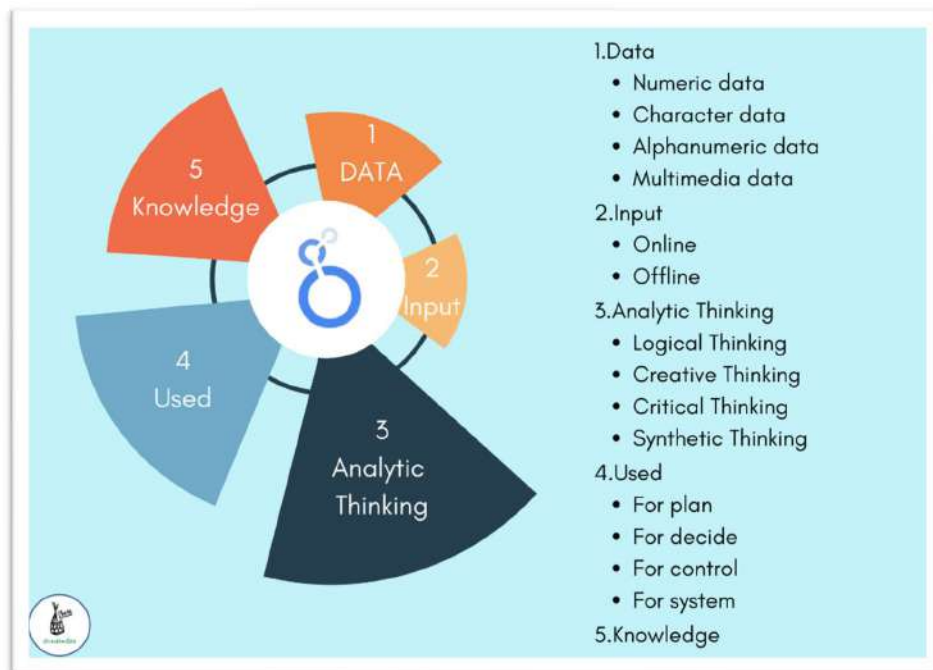 1
DATA
2
Input
3
Analytic
Thinking
4
Used
5
Knowledge
1.Data
• Numeric data
• Character data
• Alphanumeric data
• Multimedia data
2.Input
• Online
• Offline
3.Analytic Thinking
• Logical Thinking
• Creative Thinking
• Critical Thinking
• Synthetic Thinking
4.Used
• For plan
• For decide
• For control
• For system
5.Knowledge